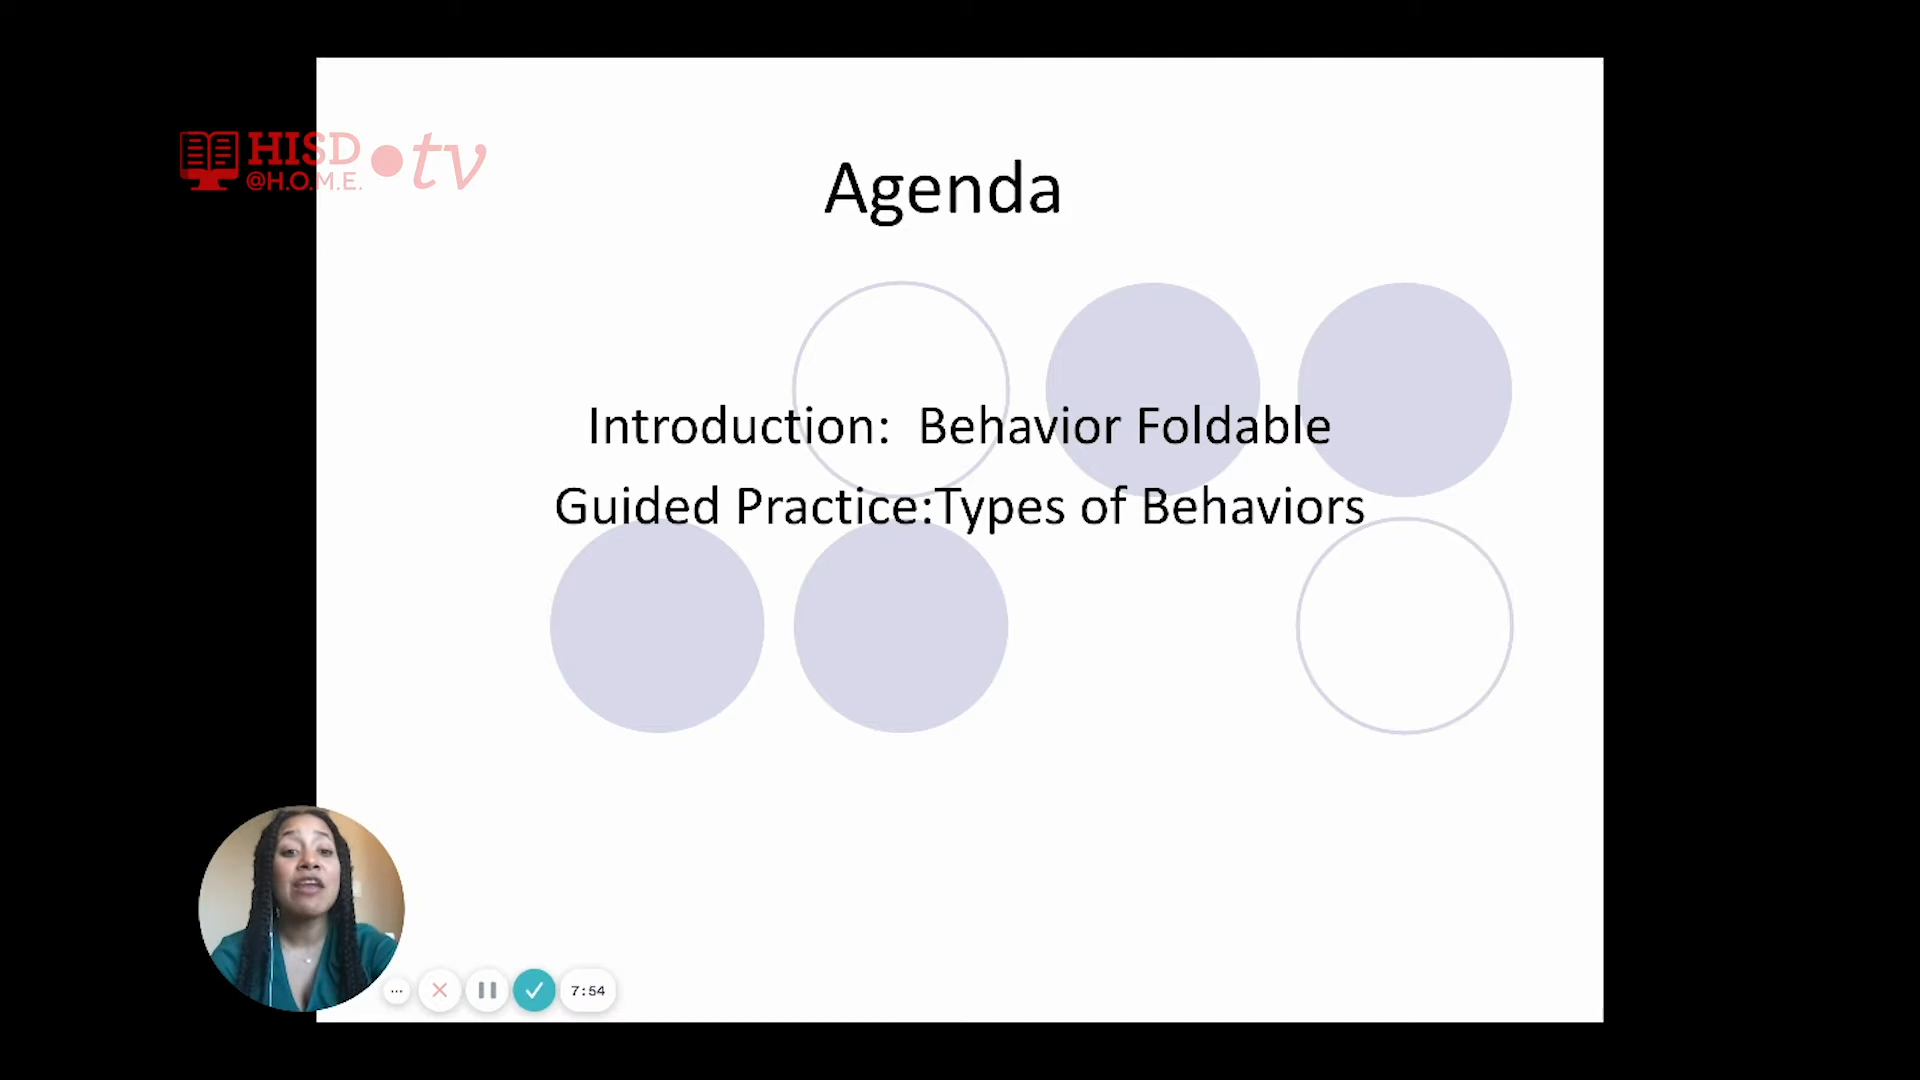 HISD
@H.O.M.E.
tv
Agenda
Introduction:  Behavior Foldable
Guided Practice:Types of Behaviors
7:54